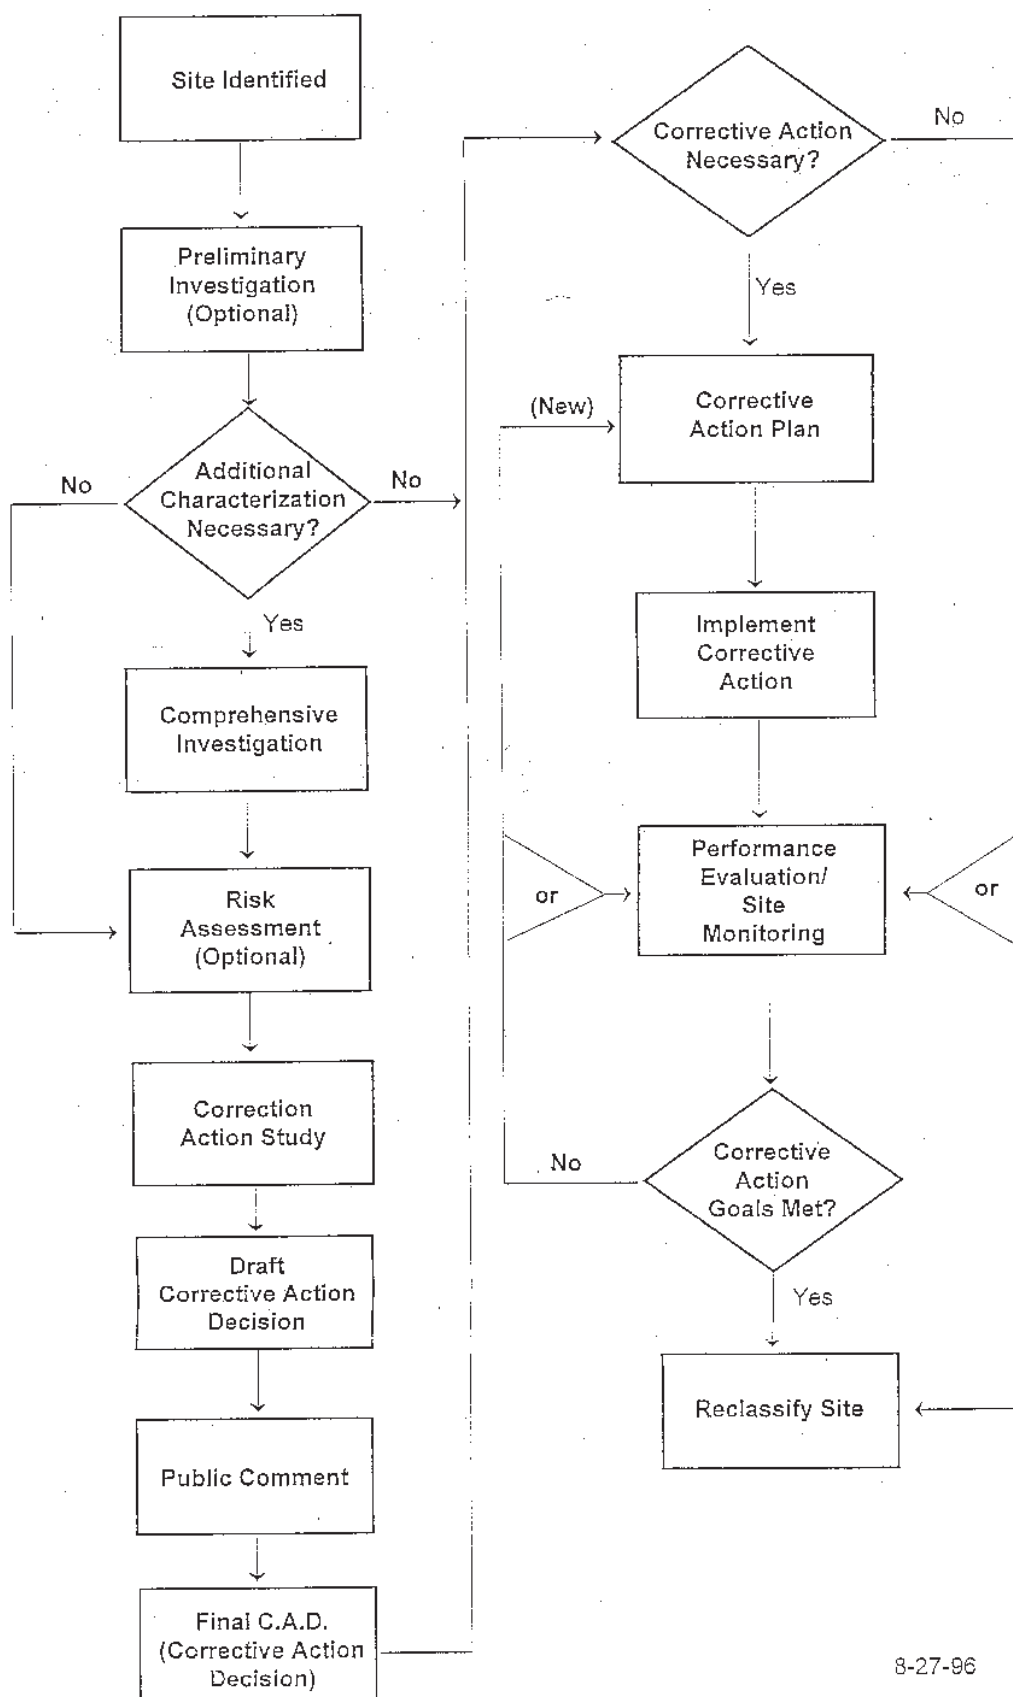 Site Identified
Preliminary
Investigation
(Optional)
No
Additional
Characterization
Necessary?
No
Yes
Comprehensive
Investigation
Risk
Assessment
(Optional)
Correction
Action Study
Draft
Corrective Action
Decision
Public Comment
Final C.A.D.
(Corrective Action
Decision)
Corrective Action
Necessary?
No
Yes
(New)
Corrective
Action Plan
Implement
Corrective
Action
or
Performance
Evaluation/
Site
Monitoring
or
No
Corrective
Action
Goals Met?
Yes
Reclassify Site
8-27-96